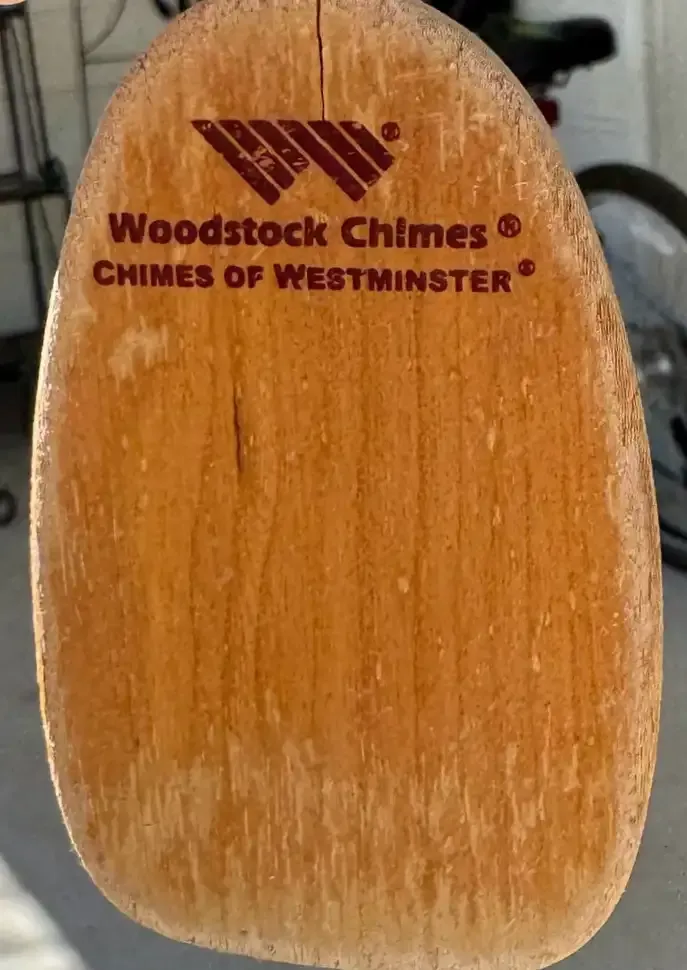 ®
Woodstock Chimes ®
CHIMES OF WESTMINSTER ®